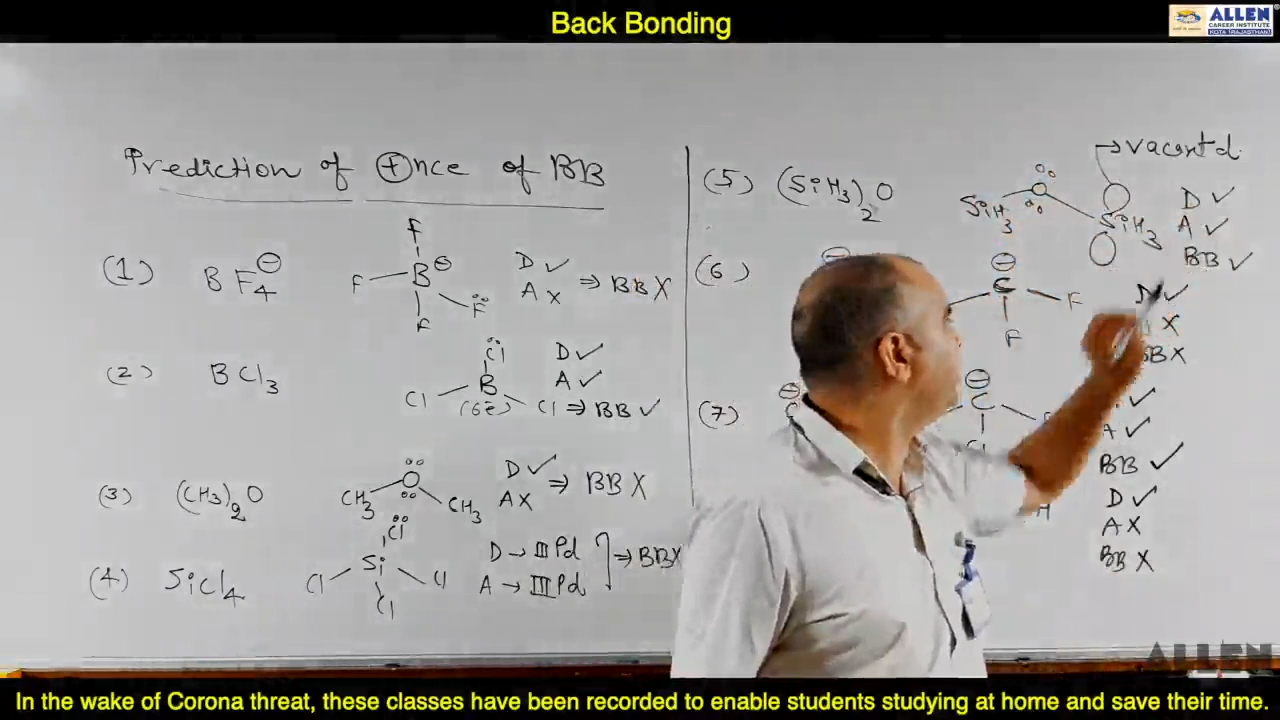 Back Bonding
ALLEN
CAREER INSTITUTE
KOTA (RAJASTHAN)
Prediction of ⊕nce of BB
(1) BF4⊖
F
F B⊖
F F
D ✓
A x ⇒ BB X
(2) BCl3
Cl
Cl B Cl
(6e)
D ✓
A ✓
⇒ BB ✓
(3) (CH3)2O
CH3 O CH3
D ✓
A X ⇒ BB X
(4) SiCl4
Cl
Cl Si Cl
Cl
D → III Pd
A → III Pd ⇒ BBX
(5) (SiH3)2O
SiH3 O SiH3
→ vacant d
D ✓
A ✓
BB ✓
(6)
⊖
C F
F
D ✓
X
BB X
(7)
⊖
C
✓
A ✓
BB ✓
H
D ✓
A X
BB X
ALLEN
In the wake of Corona threat, these classes have been recorded to enable students studying at home and save their time.